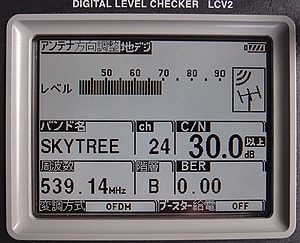 DIGITAL LEVEL CHECKER LCV2
アンテナ方向調整 地デジ
50 60 70 80 90
レベル
バンド名 ch C/N
SKYTREE 24 30.0 以上 dB
周波数 階層 BER
539.14 MHz B 0.00
変調方式 OFDM ブースター給電 OFF